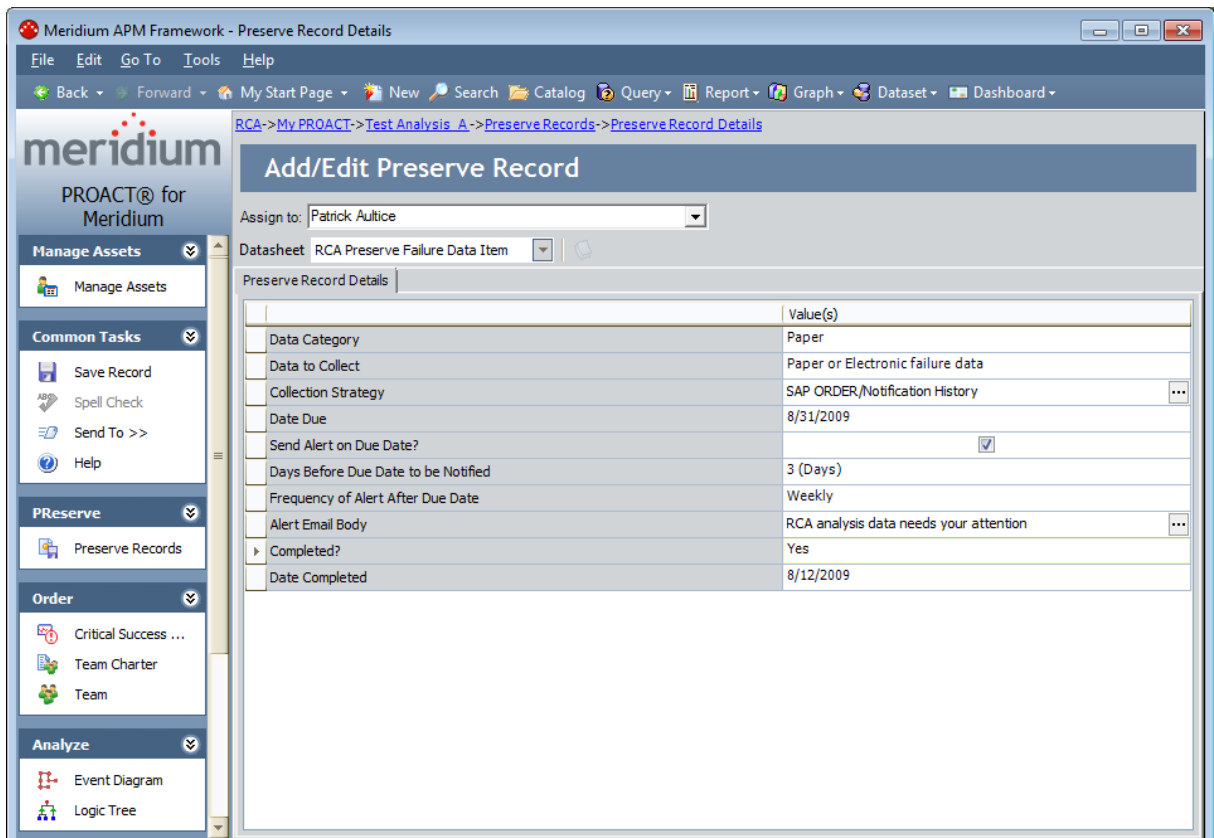 Meridium APM Framework - Preserve Record Details
File Edit Go To Tools Help
Back Forward My Start Page New Search Catalog Query Report Graph Dataset Dashboard
meridium
PROACT® for
Meridium
Manage Assets
Manage Assets
Common Tasks
Save Record
Spell Check
Send To >>
Help
PReserve
Preserve Records
Order
Critical Success ...
Team Charter
Team
Analyze
Event Diagram
Logic Tree
RCA->My PROACT->Test Analysis A->Preserve Records->Preserve Record Details
Add/Edit Preserve Record
Assign to: Patrick Aultice
Datasheet RCA Preserve Failure Data Item
Preserve Record Details
Value(s)
Data Category Paper
Data to Collect Paper or Electronic failure data
Collection Strategy SAP ORDER/Notification History ...
Date Due 8/31/2009
Send Alert on Due Date?
Days Before Due Date to be Notified 3 (Days)
Frequency of Alert After Due Date Weekly
Alert Email Body RCA analysis data needs your attention ...
Completed? Yes
Date Completed 8/12/2009